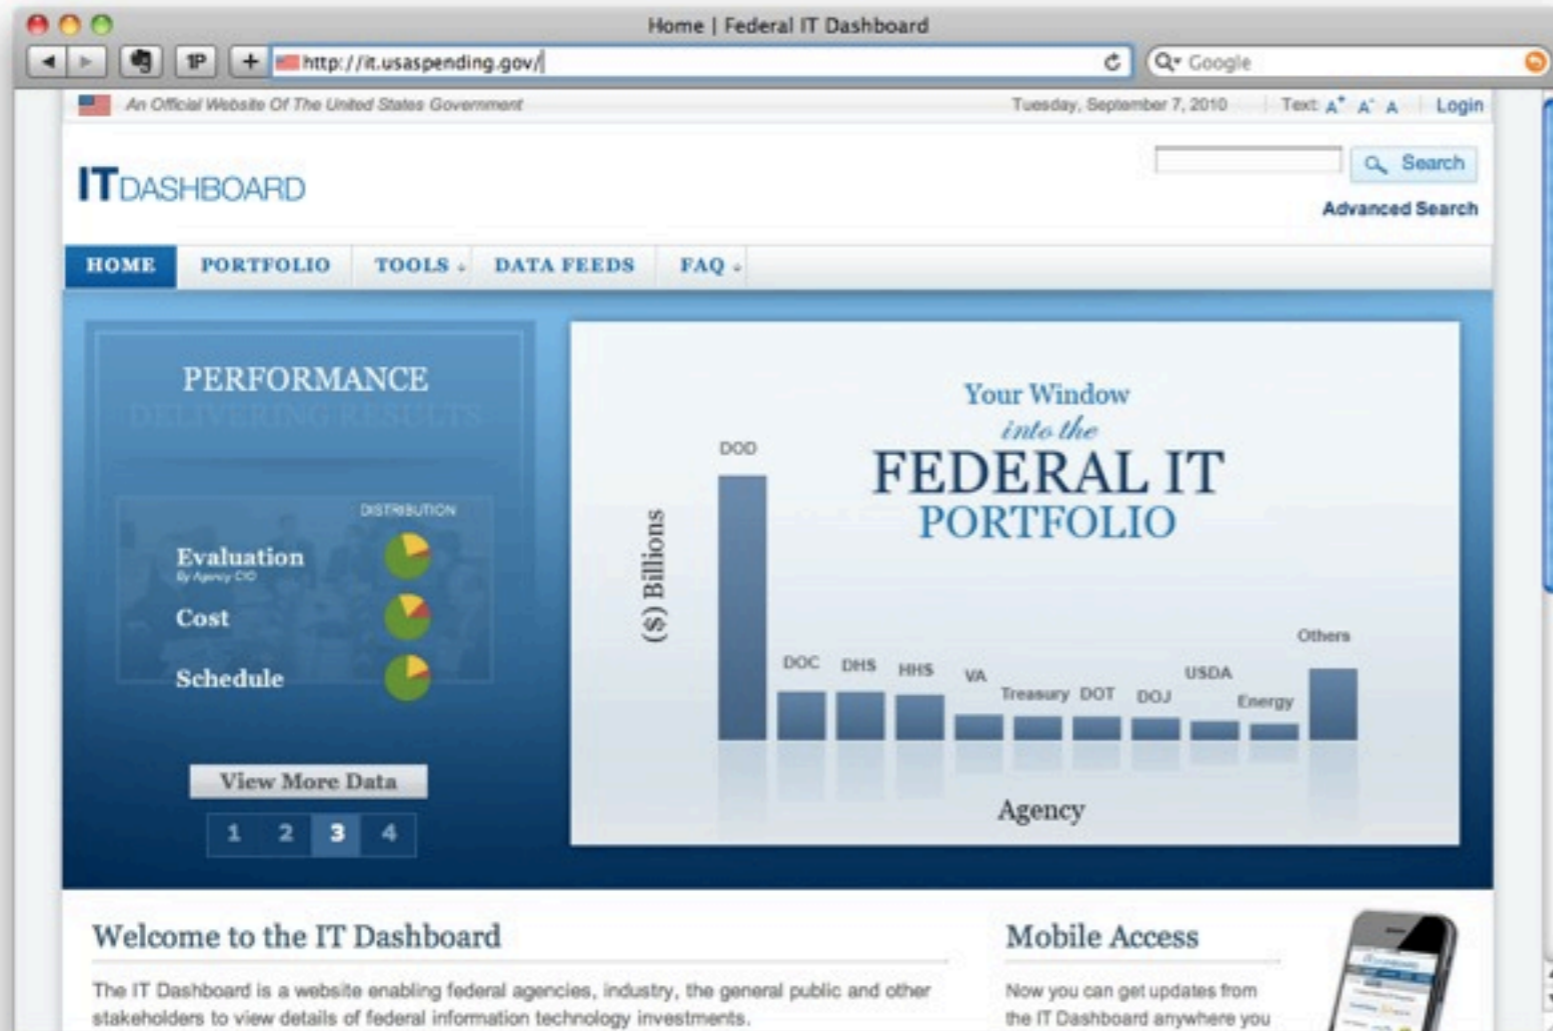 Home | Federal IT Dashboard
1P
+
http://it.usaspending.gov/
Google
An Official Website Of The United States Government
Tuesday, September 7, 2010
Text: A+ A- A
Login
ITDASHBOARD
Search
Advanced Search
HOME
PORTFOLIO
TOOLS
DATA FEEDS
FAQ
PERFORMANCE
DELIVERING RESULTS
DISTRIBUTION
Evaluation
By Agency CIO
Cost
Schedule
View More Data
1 2 3 4
Your Window
into the
FEDERAL IT
PORTFOLIO
($) Billions
DOD
DOC
DHS
HHS
VA
Treasury
DOT
DOJ
USDA
Energy
Others
Agency
Welcome to the IT Dashboard
The IT Dashboard is a website enabling federal agencies, industry, the general public and other
stakeholders to view details of federal information technology investments.
Mobile Access
Now you can get updates from
the IT Dashboard anywhere you